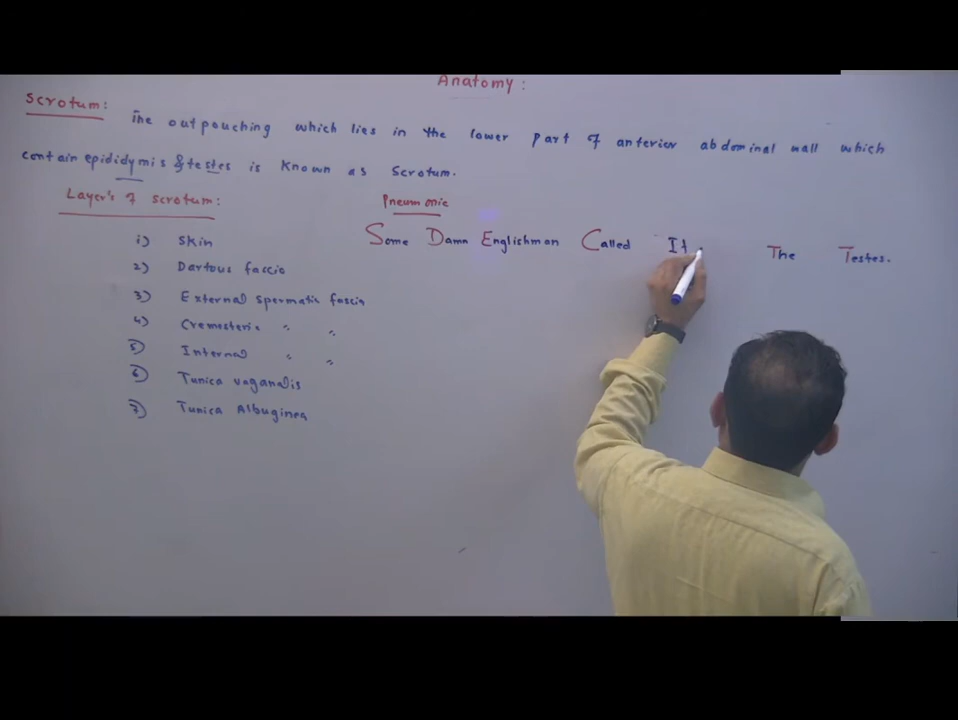 Anatomy:
Scrotum: The outpouching which lies in the lower part of anterior abdominal wall which
contain epididymis & testes is known as scrotum.
Layer's of scrotum:
Pneumonic
Some Damn Englishman Called It The Testes.
1) Skin
2) Dartous fascia
3) External spermatic fascia
4) Cremesteric " "
5) Internal " "
6) Tunica vaganalis
7) Tunica Albuginea